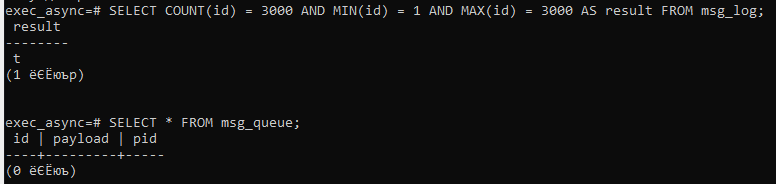 exec_async=# SELECT COUNT(id) = 3000 AND MIN(id) = 1 AND MAX(id) = 3000 AS result FROM msg_log;
result
--------
t
(1 ёЄЁюър)
exec_async=# SELECT * FROM msg_queue;
id | payload | pid
----+---------+-----
(0 ёЄЁюъ)